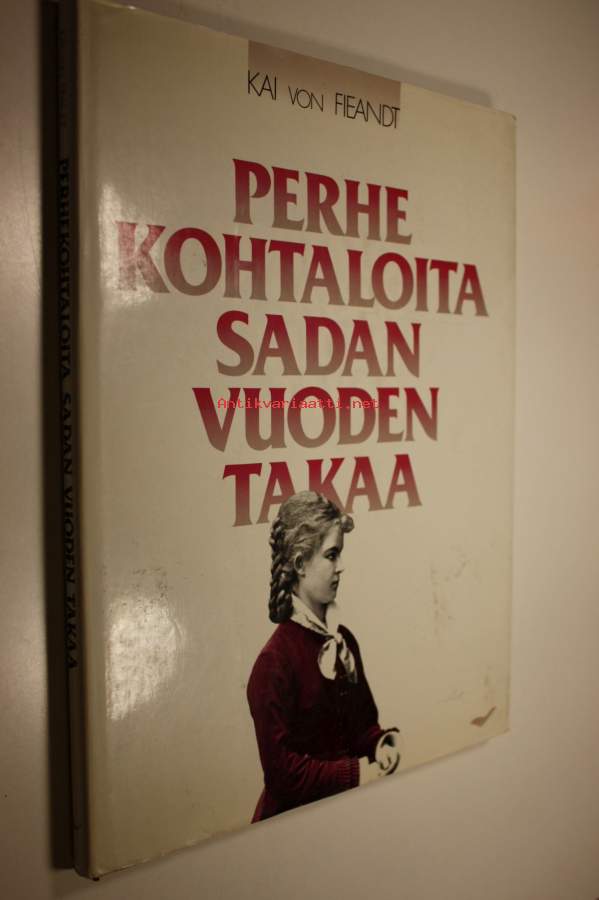 KAI VON FIEANDT
PERHE
KOHTALOITA
SADAN
VUODEN
TAKAA
Antikvariaatti.net
PERHEKOHTALOITA SADAN VUODEN TAKAA